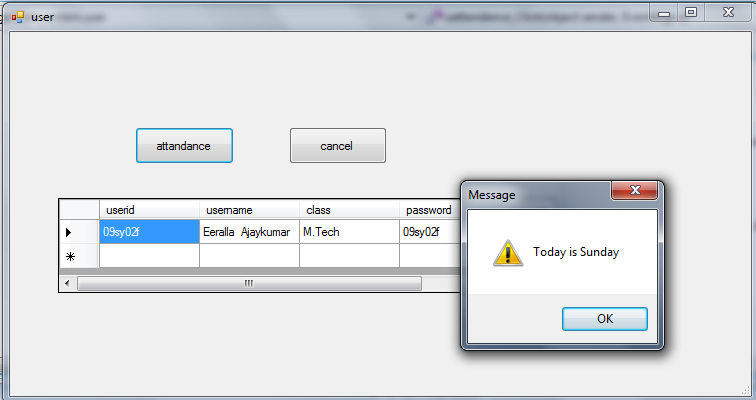 user
attandance cancel
userid username class password
09sy02f Eeralla Ajaykumar M.Tech 09sy02f
Message
Today is Sunday
OK